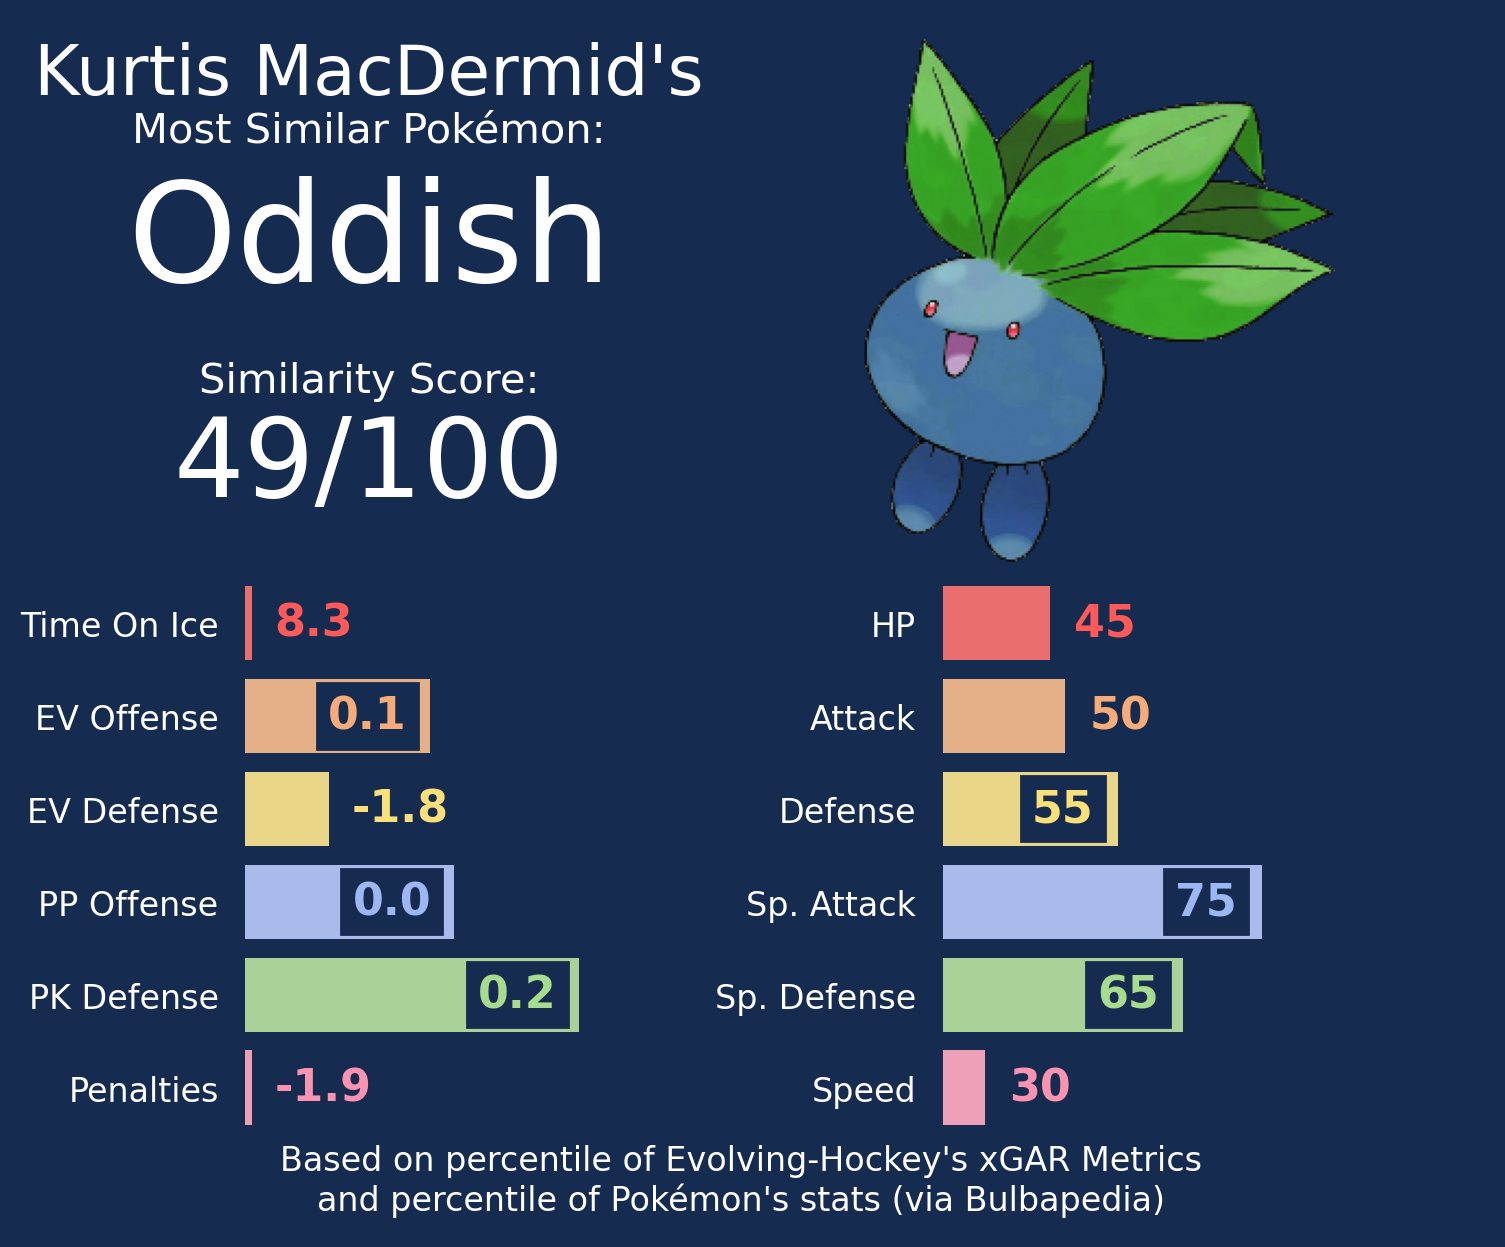 Kurtis MacDermid's
Most Similar Pokémon:
Oddish
Similarity Score:
49/100
Time On Ice 8.3
EV Offense 0.1
EV Defense -1.8
PP Offense 0.0
PK Defense 0.2
Penalties -1.9
HP 45
Attack 50
Defense 55
Sp. Attack 75
Sp. Defense 65
Speed 30
Based on percentile of Evolving-Hockey's xGAR Metrics
and percentile of Pokémon's stats (via Bulbapedia)